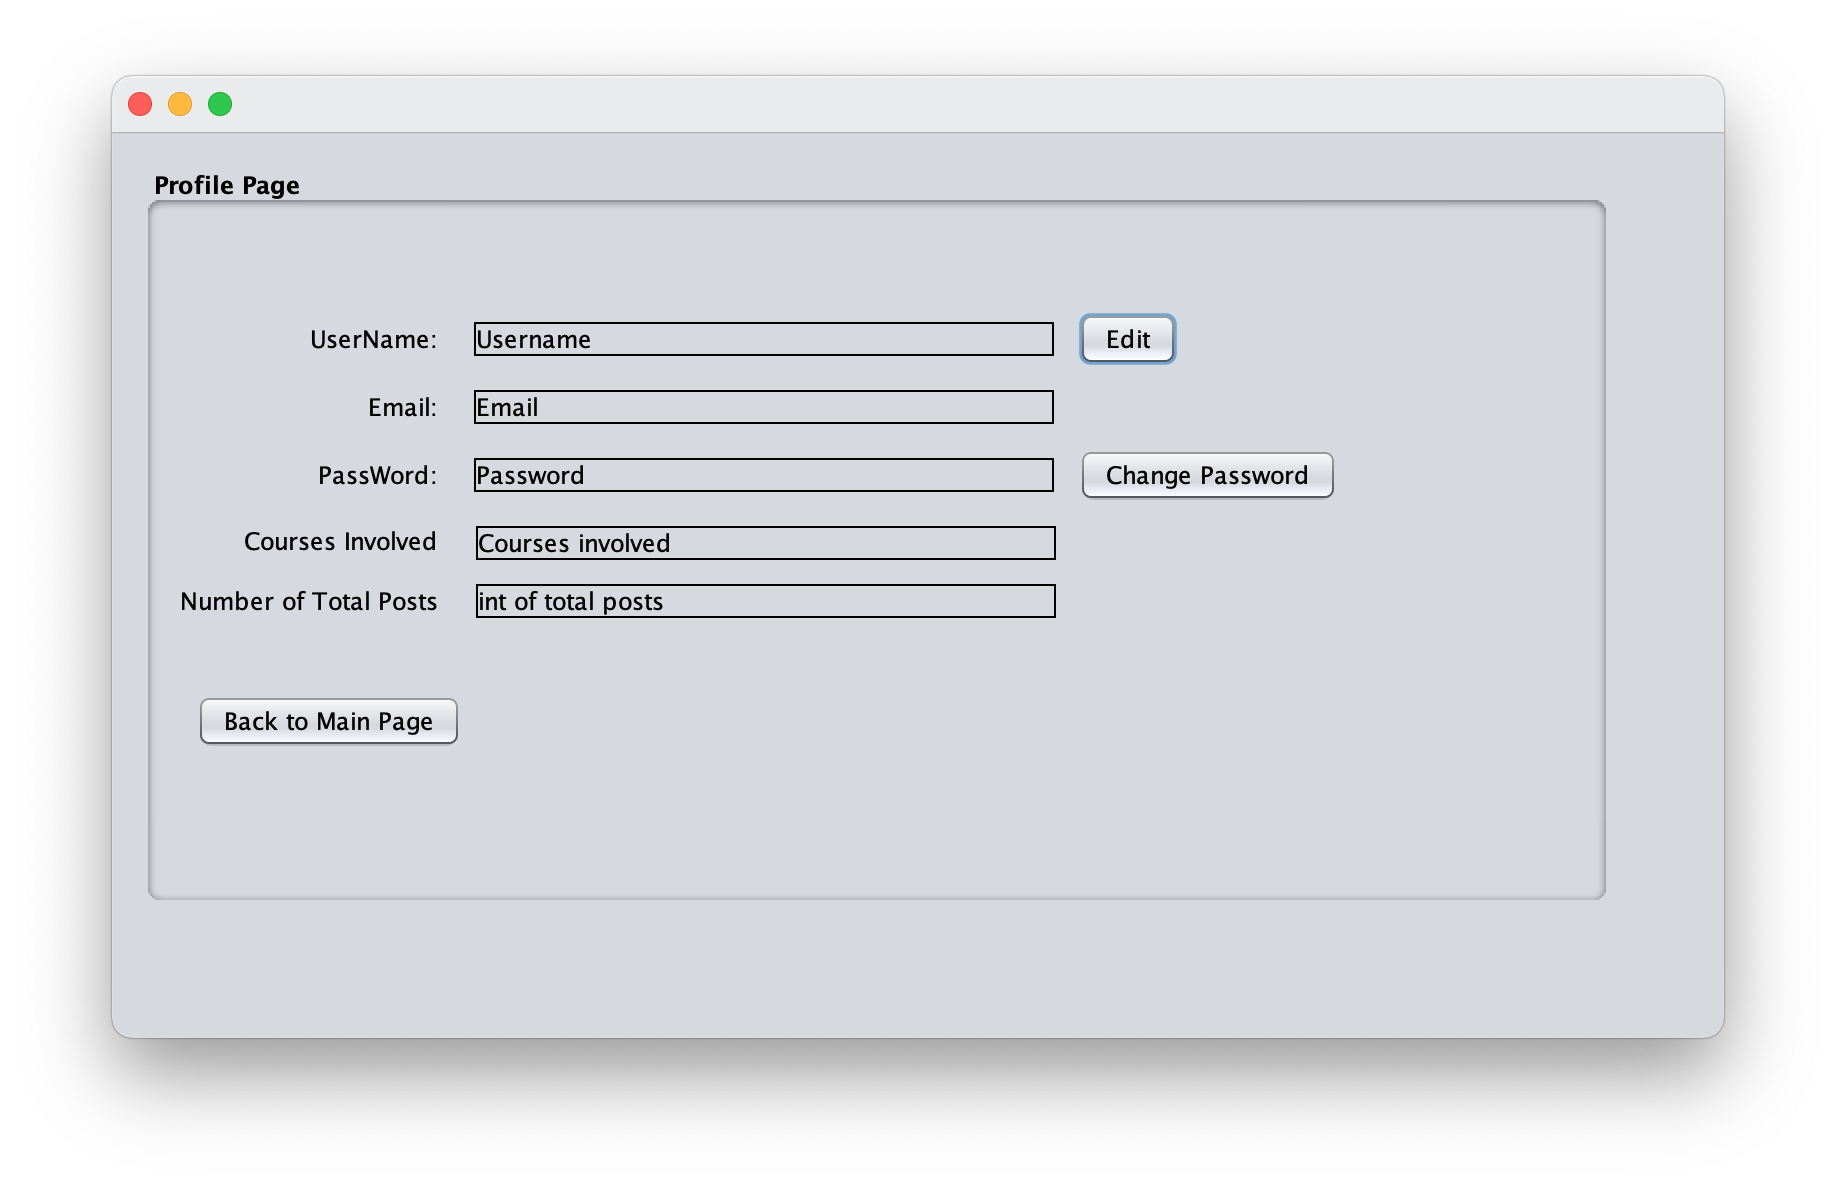 Profile Page
UserName: Username Edit
Email: Email
PassWord: Password Change Password
Courses Involved Courses involved
Number of Total Posts int of total posts
Back to Main Page